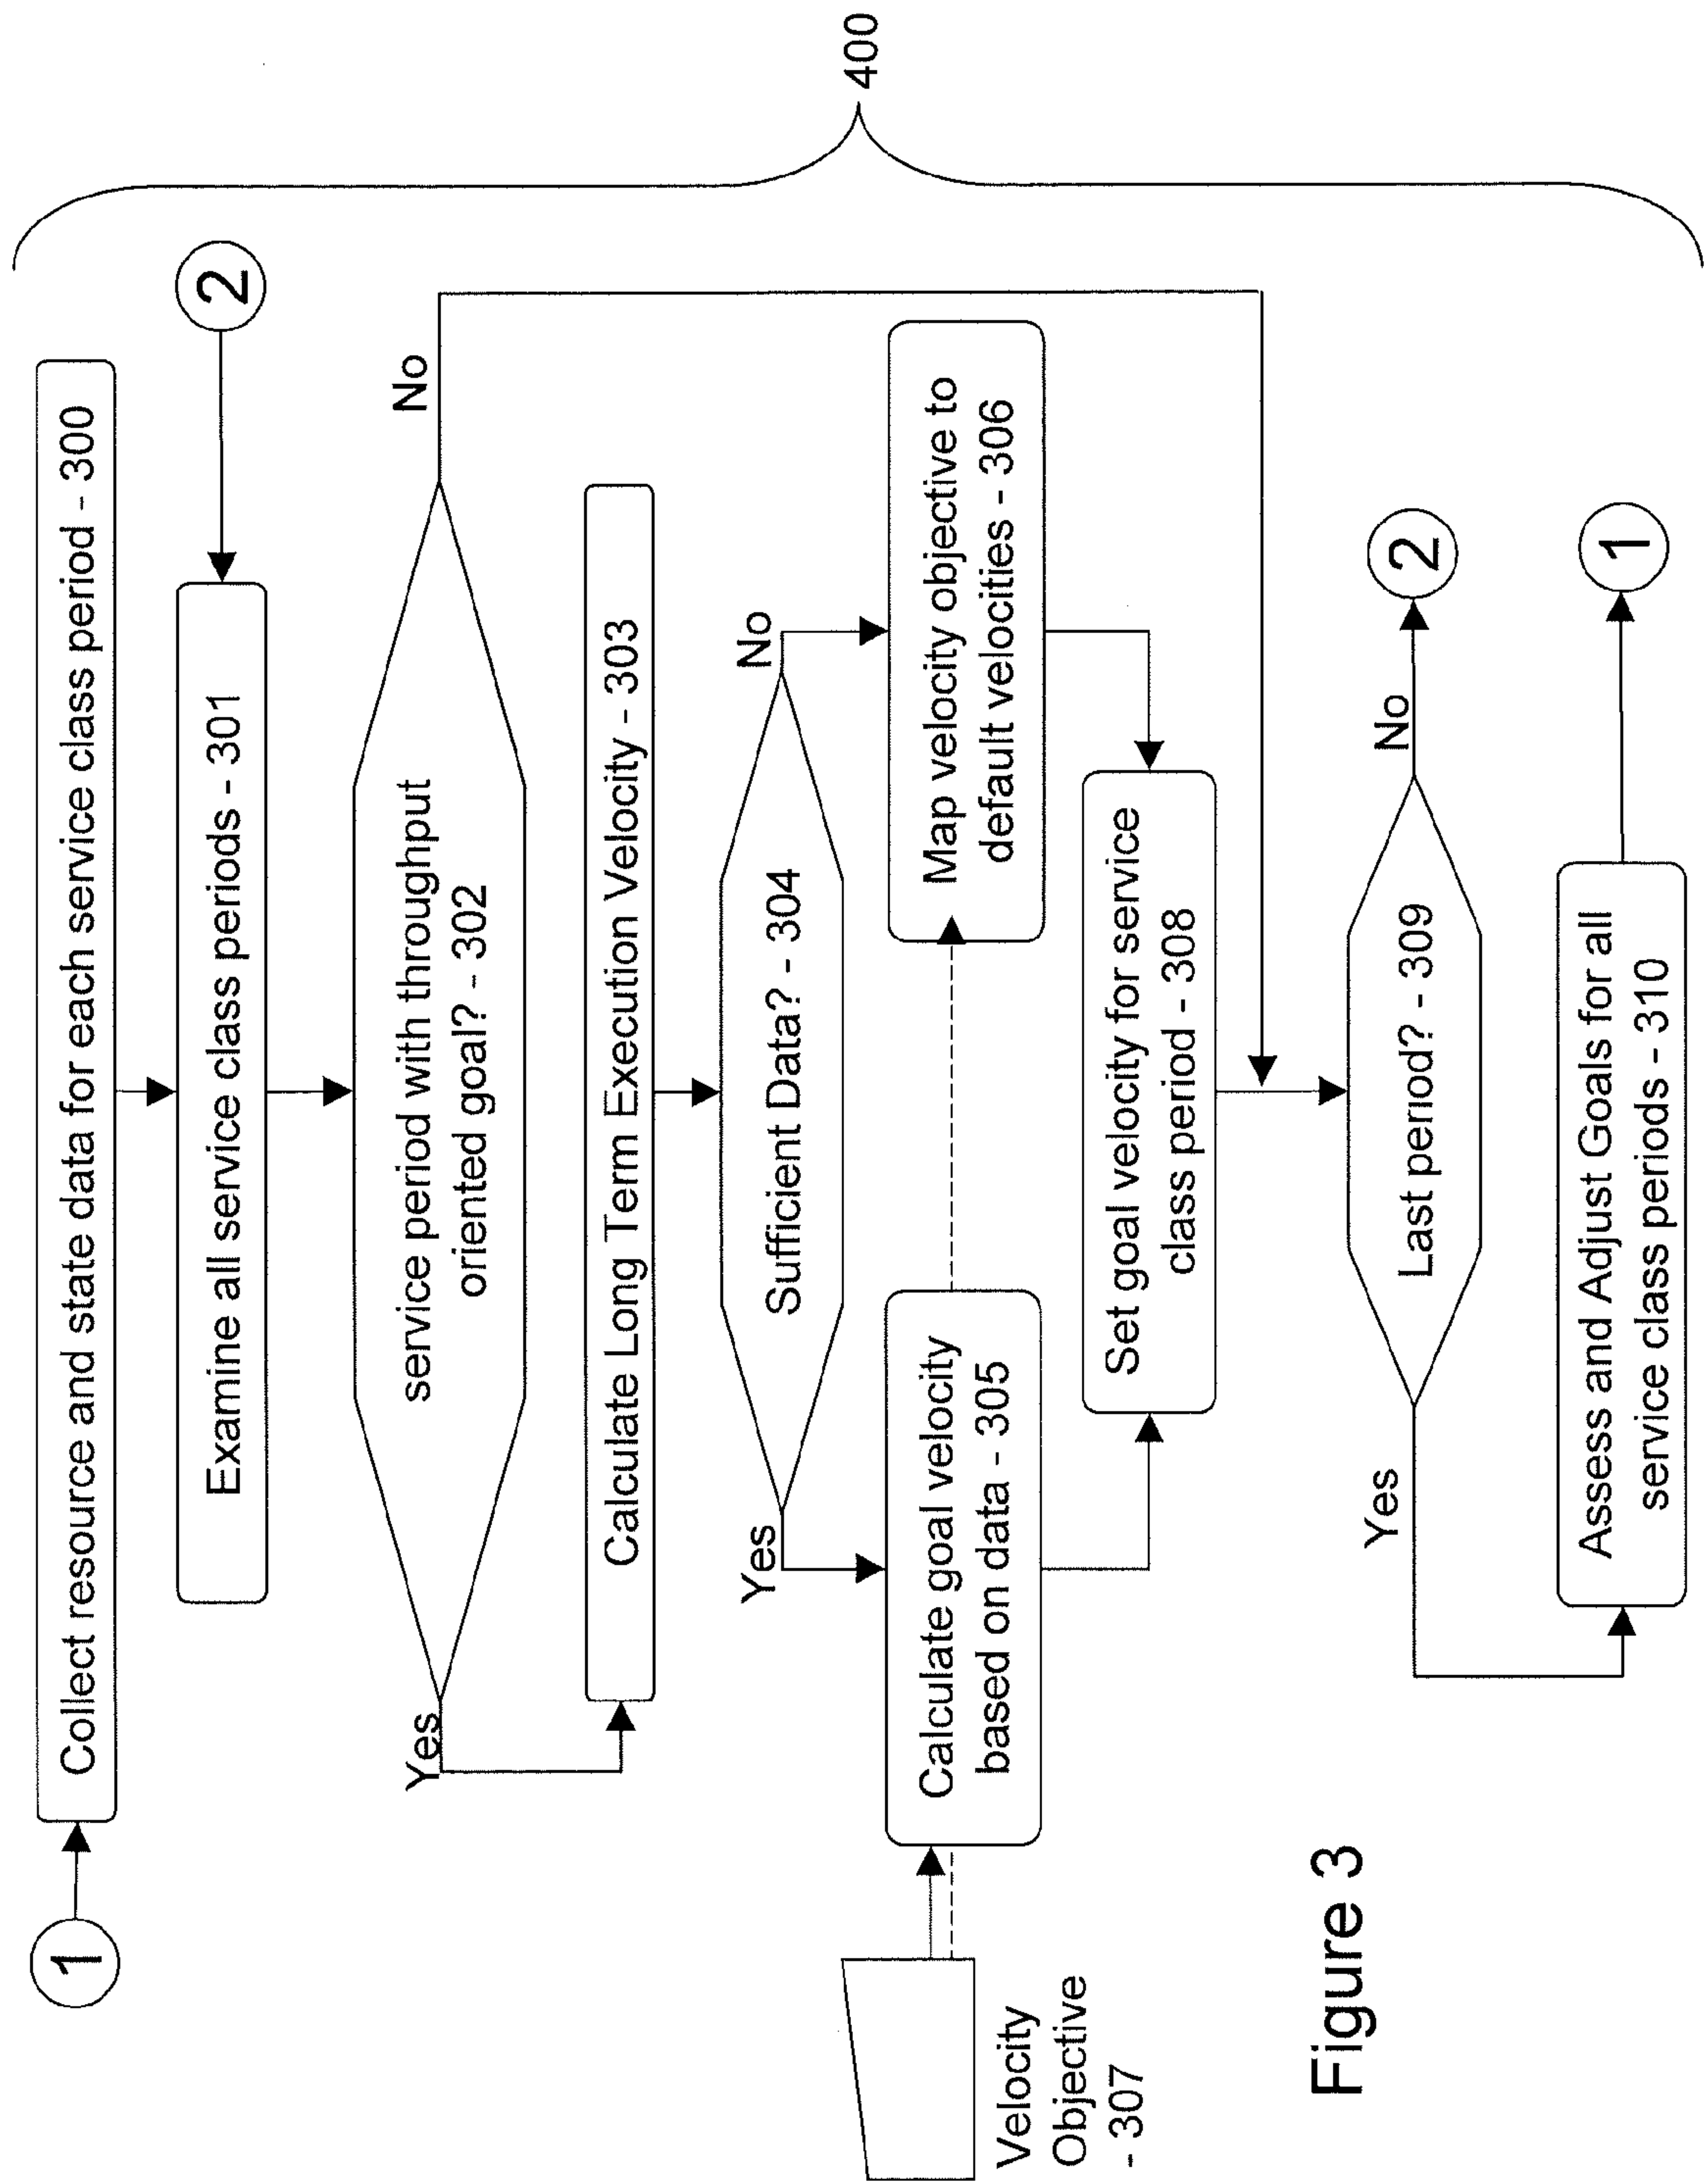 1
Collect resource and state data for each service class period - 300
2
Examine all service class periods - 301
service period with throughput
oriented goal? - 302
Yes
No
Calculate Long Term Execution Velocity - 303
Sufficient Data? - 304
Yes
No
Velocity
Objective
- 307
Calculate goal velocity
based on data - 305
Map velocity objective to
default velocities - 306
Set goal velocity for service
class period - 308
Last period? - 309
Yes
No
2
Assess and Adjust Goals for all
service class periods - 310
1
400
Figure 3